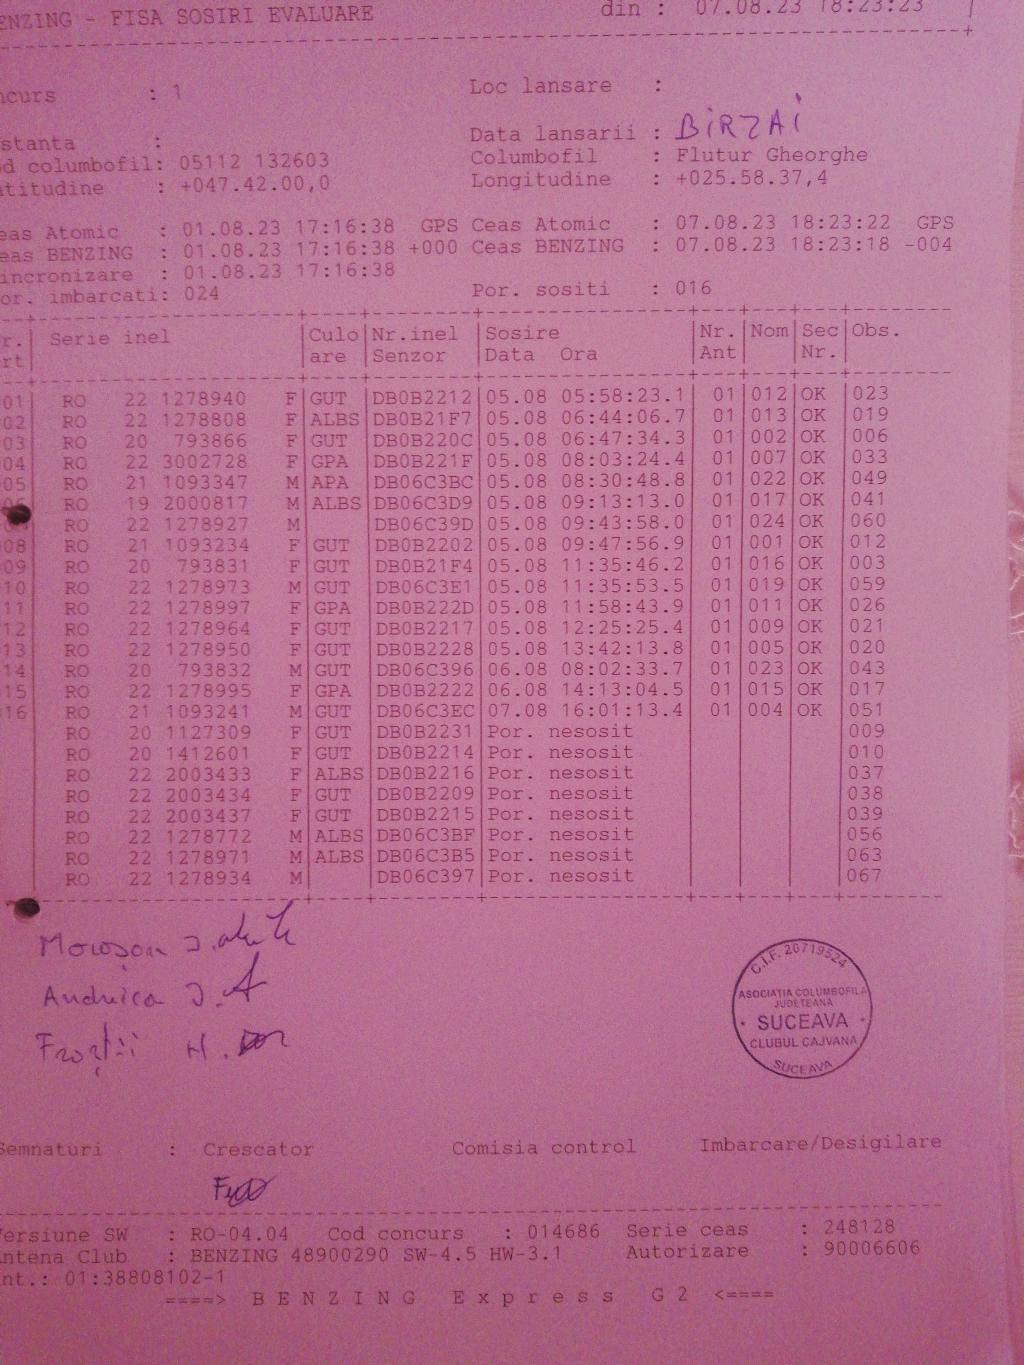 ENZING - FISA SOSIRI EVALUARE din : 07.08.23 18:23:23
ncurs : 1 Loc lansare :
stanta : Data lansarii : BIRZAI
od columbofil: 05112 132603 Columbofil : Flutur Gheorghe
atitudine : +047.42.00,0 Longitudine : +025.58.37,4
eas Atomic : 01.08.23 17:16:38 GPS Ceas Atomic : 07.08.23 18:23:22 GPS
eas BENZING : 01.08.23 17:16:38 +000 Ceas BENZING : 07.08.23 18:23:18 -004
incronizare : 01.08.23 17:16:38
or. imbarcati: 024 Por. sositi : 016
r. Serie inel Culo Nr.inel Sosire Nr. Nom Sec Obs.
rt are Senzor Data Ora Ant Nr.
01 RO 22 1278940 F GUT DB0B2212 05.08 05:58:23.1 01 012 OK 023
02 RO 22 1278808 F ALBS DB0B21F7 05.08 06:44:06.7 01 013 OK 019
03 RO 20 793866 F GUT DB0B220C 05.08 06:47:34.3 01 002 OK 006
04 RO 22 3002728 F GPA DB0B221F 05.08 08:03:24.4 01 007 OK 033
05 RO 21 1093347 M APA DB06C3BC 05.08 08:30:48.8 01 022 OK 049
06 RO 19 2000817 M ALBS DB06C3D9 05.08 09:13:13.0 01 017 OK 041
RO 22 1278927 M DB06C39D 05.08 09:43:58.0 01 024 OK 060
08 RO 21 1093234 F GUT DB0B2202 05.08 09:47:56.9 01 001 OK 012
09 RO 20 793831 F GUT DB0B21F4 05.08 11:35:46.2 01 016 OK 003
10 RO 22 1278973 M GUT DB06C3E1 05.08 11:35:53.5 01 019 OK 059
11 RO 22 1278997 F GPA DB0B222D 05.08 11:58:43.9 01 011 OK 026
12 RO 22 1278964 F GUT DB0B2217 05.08 12:25:25.4 01 009 OK 021
13 RO 22 1278950 F GUT DB0B2228 05.08 13:42:13.8 01 005 OK 020
14 RO 20 793832 M GUT DB06C396 06.08 08:02:33.7 01 023 OK 043
15 RO 22 1278995 F GPA DB0B2222 06.08 14:13:04.5 01 015 OK 017
16 RO 21 1093241 M GUT DB06C3EC 07.08 16:01:13.4 01 004 OK 051
RO 20 1127309 F GUT DB0B2231 Por. nesosit 009
RO 20 1412601 F GUT DB0B2214 Por. nesosit 010
RO 22 2003433 F ALBS DB0B2216 Por. nesosit 037
RO 22 2003434 F GUT DB0B2209 Por. nesosit 038
RO 22 2003437 F GUT DB0B2215 Por. nesosit 039
RO 22 1278772 M ALBS DB06C3BF Por. nesosit 056
RO 22 1278971 M ALBS DB06C3B5 Por. nesosit 063
RO 22 1278934 M DB06C397 Por. nesosit 067
Moroșan I.
Andrica I.
H.
C.I.F. 20719524
ASOCIATIA COLUMBOFILA
JUDETEANA
SUCEAVA
CLUBUL CAJVANA
SUCEAVA
Semnaturi : Crescator Comisia control Imbarcare/Desigilare
Versiune SW : RO-04.04 Cod concurs : 014686 Serie ceas : 248128
Antena Club : BENZING 48900290 SW-4.5 HW-3.1 Autorizare : 90006606
nt.: 01:38808102-1
====> B E N Z I N G E x p r e s s G 2 <====